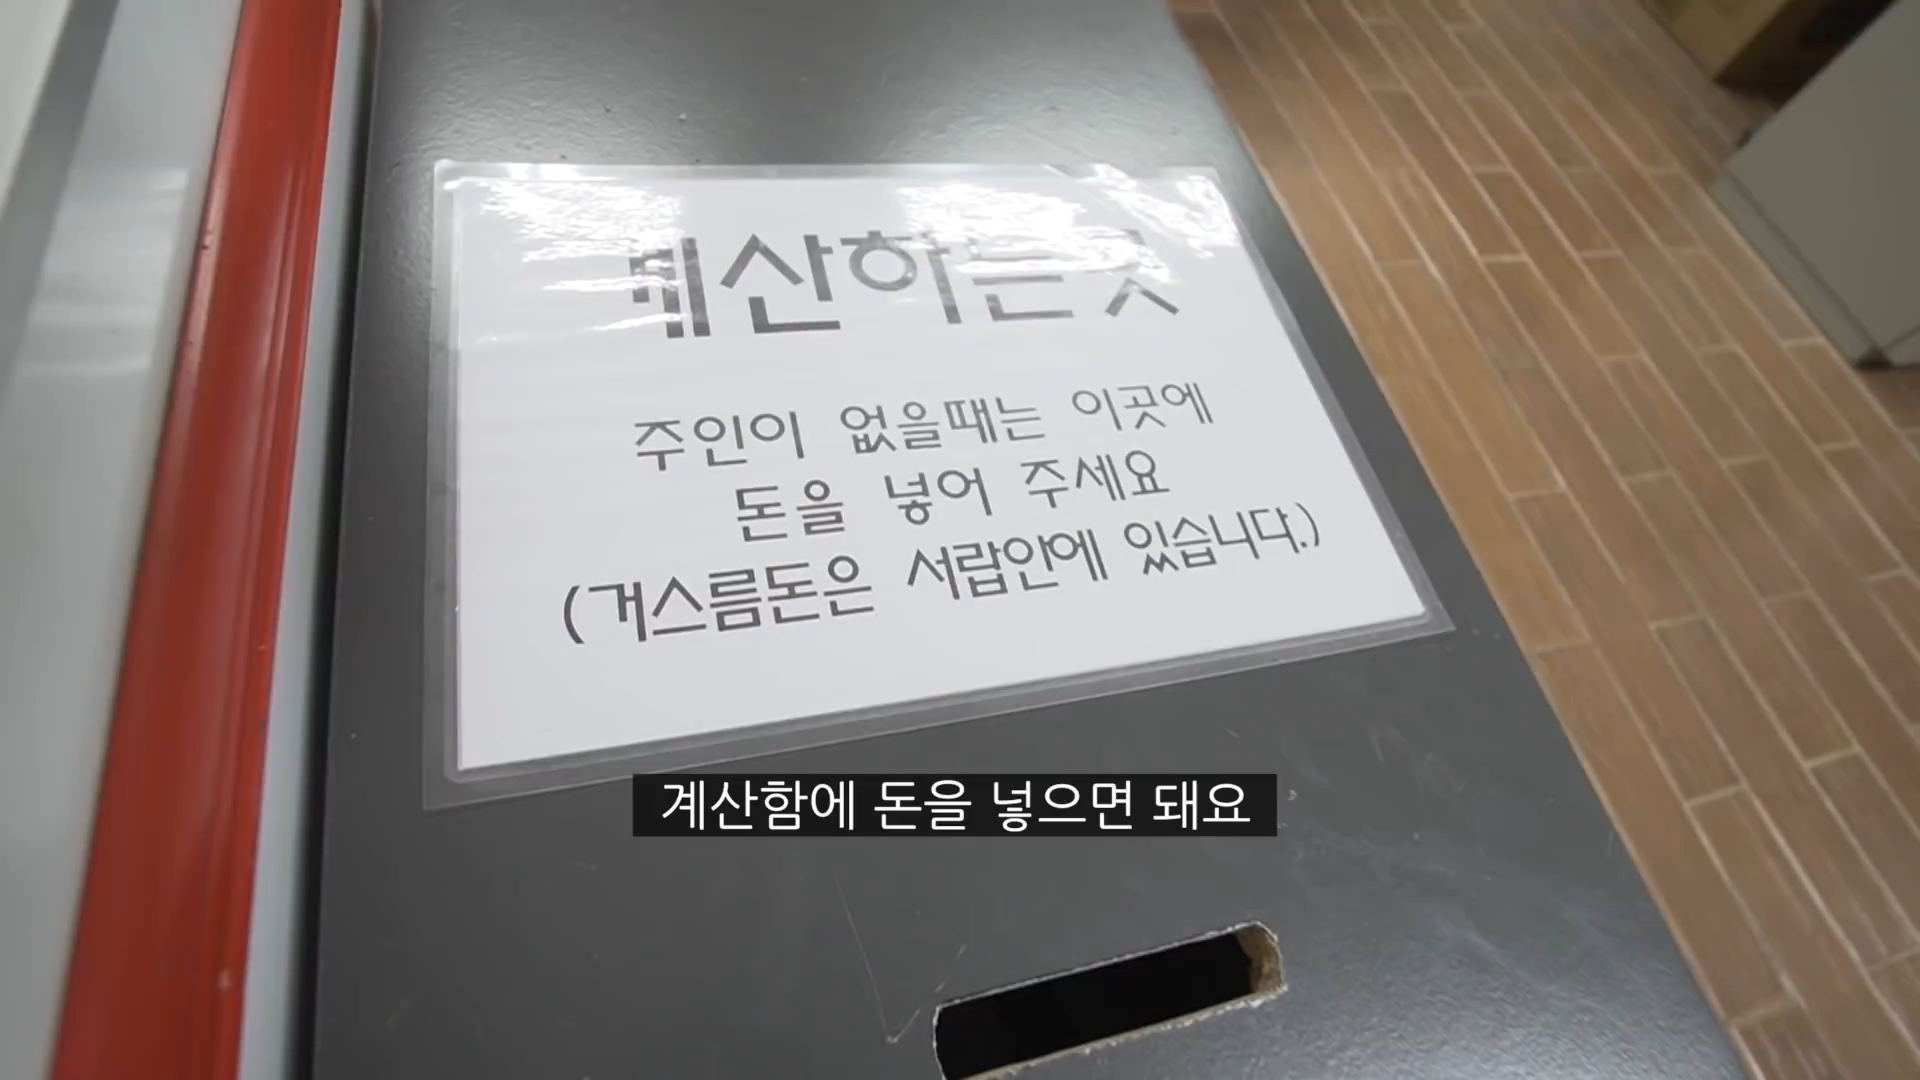 계산하는곳
주인이 없을때는 이곳에
돈을 넣어 주세요
(거스름돈은 서랍안에 있습니다.)
계산함에 돈을 넣으면 돼요